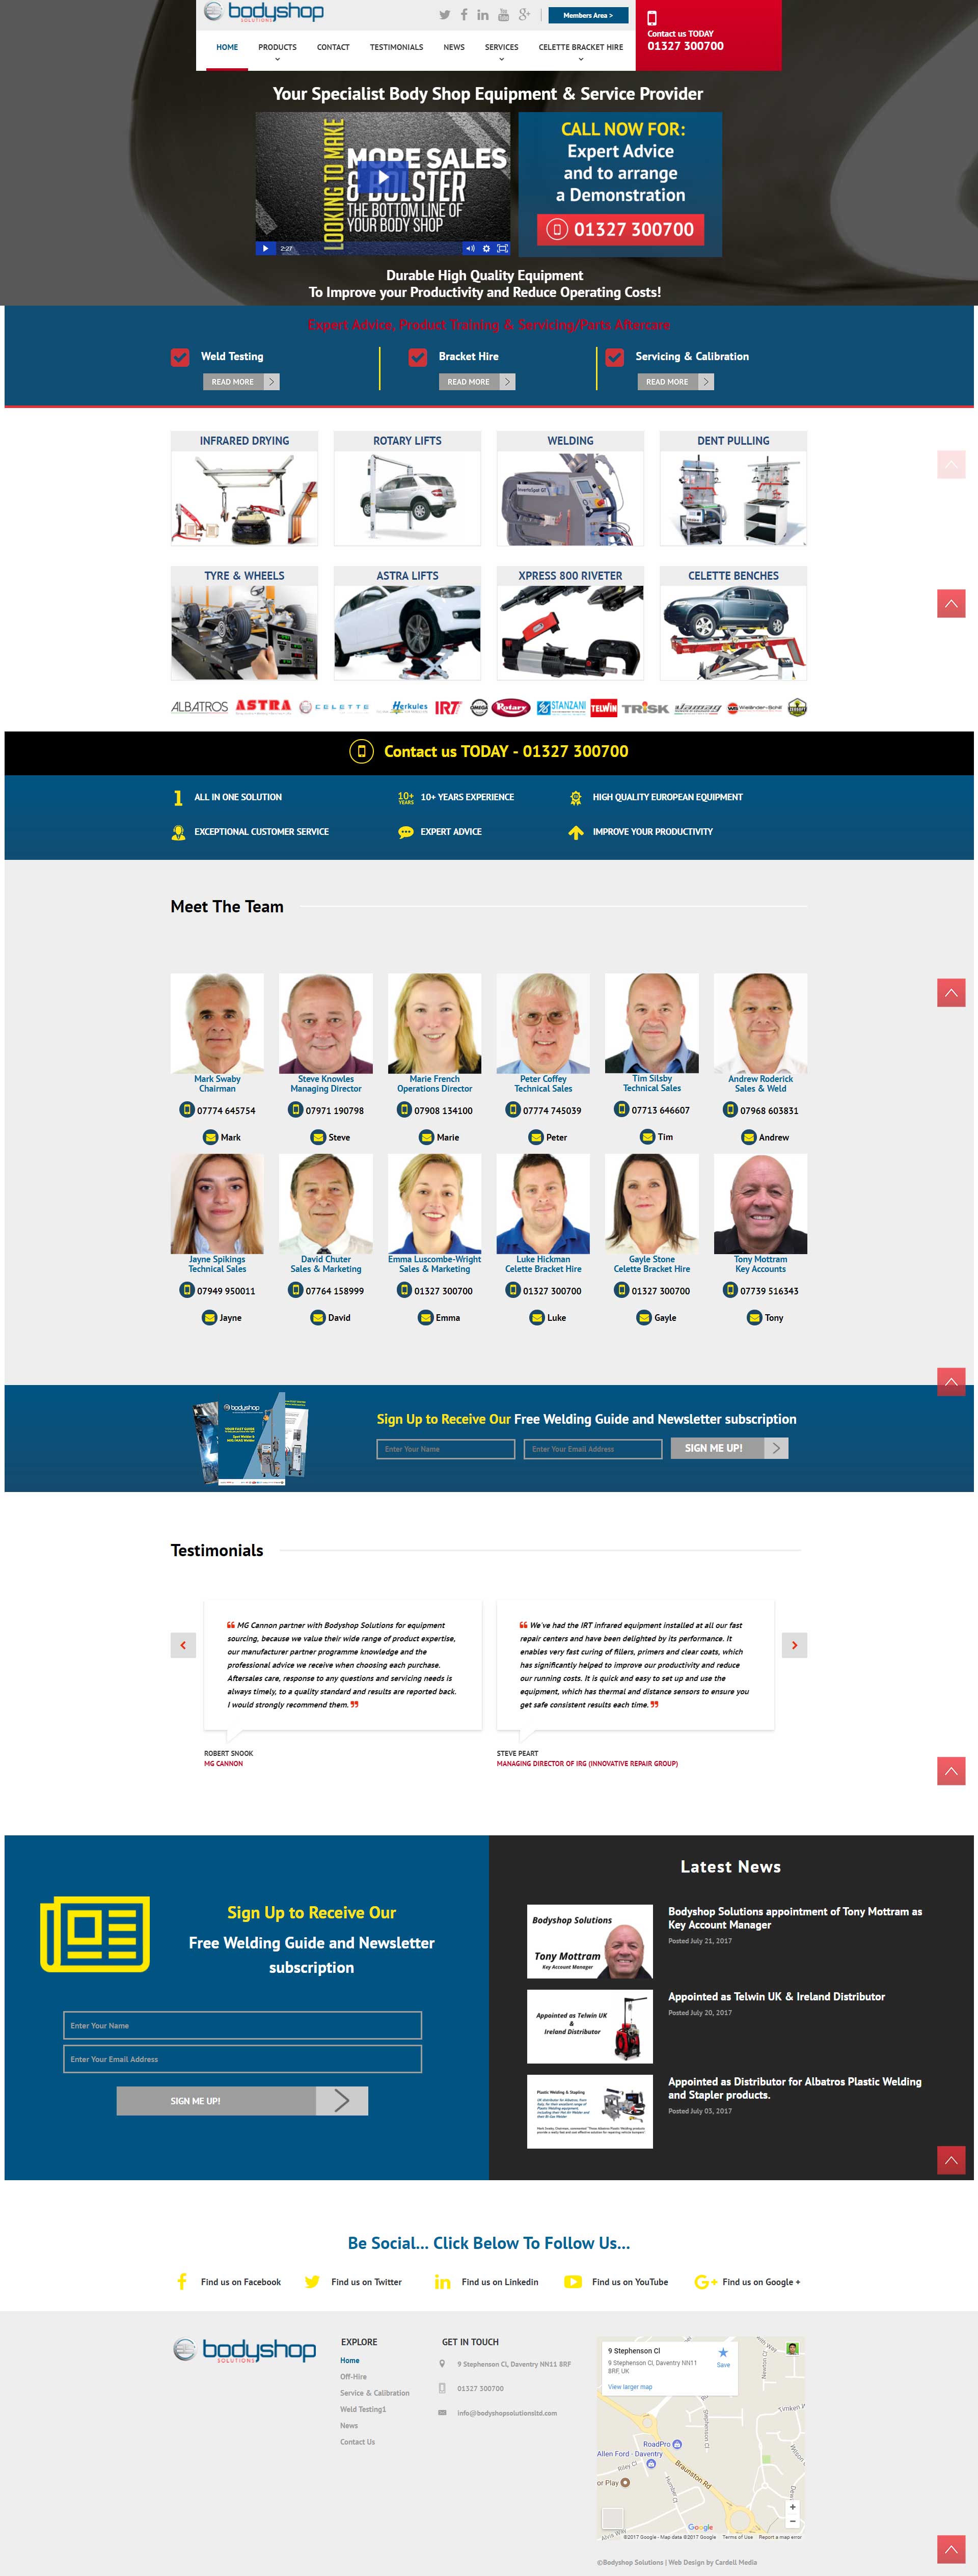 bodyshop
SOLUTIONS
Members Area >
Contact us TODAY
01327 300700
HOME PRODUCTS CONTACT TESTIMONIALS NEWS SERVICES CELETTE BRACKET HIRE
Your Specialist Body Shop Equipment & Service Provider
LOOKING TO MAKE
MORE SALES
& BOLSTER
THE BOTTOM LINE OF
YOUR BODY SHOP
2:27
CALL NOW FOR:
Expert Advice
and to arrange
a Demonstration
01327 300700
Durable High Quality Equipment
To Improve your Productivity and Reduce Operating Costs!
Expert Advice, Product Training & Servicing/Parts Aftercare
Weld Testing Bracket Hire Servicing & Calibration
READ MORE READ MORE READ MORE
INFRARED DRYING ROTARY LIFTS WELDING DENT PULLING
TYRE & WHEELS ASTRA LIFTS XPRESS 800 RIVETER CELETTE BENCHES
ALBATROS ASTRA CELETTE Herkules IRT Rotary STANZANI TELWIN TRISK
Contact us TODAY - 01327 300700
ALL IN ONE SOLUTION 10+ YEARS 10+ YEARS EXPERIENCE HIGH QUALITY EUROPEAN EQUIPMENT
EXCEPTIONAL CUSTOMER SERVICE EXPERT ADVICE IMPROVE YOUR PRODUCTIVITY
Meet The Team
Mark Swaby Steve Knowles Marie French Peter Coffey Tim Silsby Andrew Roderick
Chairman Managing Director Operations Director Technical Sales Technical Sales Sales & Weld
07774 645754 07971 190798 07908 134100 07774 745039 07713 646607 07968 603831
Mark Steve Marie Peter Tim Andrew
Jayne Spikings David Chuter Emma Luscombe-Wright Luke Hickman Gayle Stone Tony Mottram
Technical Sales Sales & Marketing Sales & Marketing Celette Bracket Hire Celette Bracket Hire Key Accounts
07949 950011 07764 158999 01327 300700 01327 300700 01327 300700 07739 516343
Jayne David Emma Luke Gayle Tony
bodyshop
Sign Up to Receive Our Free Welding Guide and Newsletter subscription
Enter Your Name Enter Your Email Address SIGN ME UP!
Testimonials
MG Cannon partner with Bodyshop Solutions for equipment
sourcing, because we value their wide range of product expertise,
our manufacturer partner programme knowledge and the
professional advice we receive when choosing each purchase.
Aftersales care, response to any questions and servicing needs is
always timely, to a quality standard and results are reported back.
I would strongly recommend them.
ROBERT SNOOK
MG CANNON
We've had the IRT infrared equipment installed at all our fast
repair centers and have been delighted by its performance. It
enables very fast curing of fillers, primers and clear coats, which
has significantly helped to improve our productivity and reduce
our running costs. It is quick and easy to set up and use the
equipment, which has thermal and distance sensors to ensure you
get safe consistent results each time.
STEVE PEART
MANAGING DIRECTOR OF IRG (INNOVATIVE REPAIR GROUP)
Sign Up to Receive Our
Free Welding Guide and Newsletter
subscription
Enter Your Name
Enter Your Email Address
SIGN ME UP!
Latest News
Bodyshop Solutions
Tony Mottram
Key Account Manager
Bodyshop Solutions appointment of Tony Mottram as
Key Account Manager
Posted July 21, 2017
Appointed as Telwin UK
&
Ireland Distributor
Appointed as Telwin UK & Ireland Distributor
Posted July 20, 2017
Plastic Welding & Stapling
Appointed as Distributor for Albatros Plastic Welding
and Stapler products.
Posted July 03, 2017
Be Social... Click Below To Follow Us...
Find us on Facebook Find us on Twitter Find us on Linkedin Find us on YouTube Find us on Google +
bodyshop
SOLUTIONS
EXPLORE
Home
Off-Hire
Service & Calibration
Weld Testing1
News
Contact Us
GET IN TOUCH
9 Stephenson Cl, Daventry NN11 8RF
01327 300700
info@bodyshopsolutionsltd.com
9 Stephenson Cl
9 Stephenson Cl, Daventry NN11
8RF, UK
Save
View larger map
Newton Cl
Tymken P
Stephenson Cl
RoadPro
Allen Ford - Daventry
Riley Cl
Braunston Rd
or Play
Humber Cl
Google
©2017 Google - Map data ©2017 Google Terms of Use Report a map error
©Bodyshop Solutions | Web Design by Cardell Media